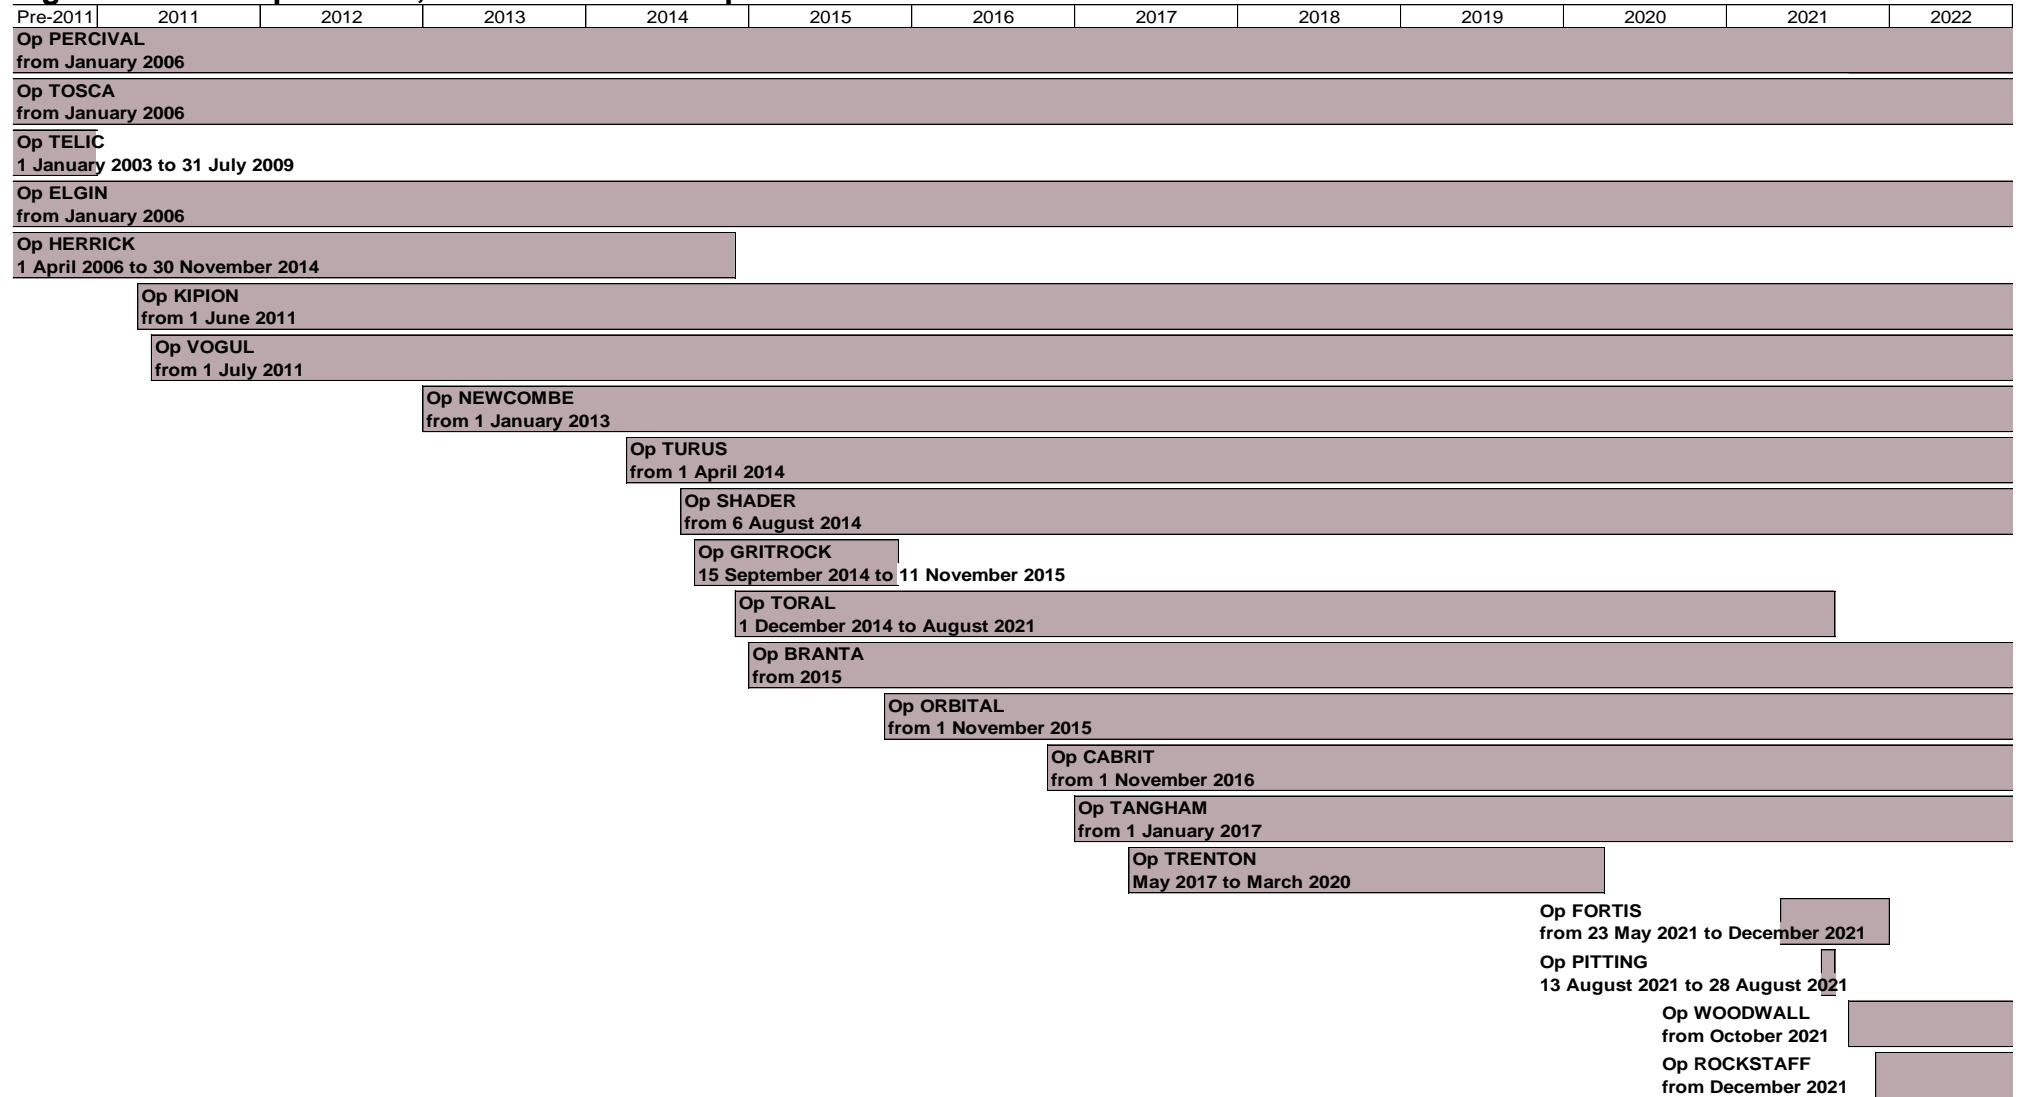 Pre-2011 2011 2012 2013 2014 2015 2016 2017 2018 2019 2020 2021 2022
Op PERCIVAL
from January 2006
Op TOSCA
from January 2006
Op TELIC
1 January 2003 to 31 July 2009
Op ELGIN
from January 2006
Op HERRICK
1 April 2006 to 30 November 2014
Op KIPION
from 1 June 2011
Op VOGUL
from 1 July 2011
Op NEWCOMBE
from 1 January 2013
Op TURUS
from 1 April 2014
Op SHADER
from 6 August 2014
Op GRITROCK
15 September 2014 to 11 November 2015
Op TORAL
1 December 2014 to August 2021
Op BRANTA
from 2015
Op ORBITAL
from 1 November 2015
Op CABRIT
from 1 November 2016
Op TANGHAM
from 1 January 2017
Op TRENTON
May 2017 to March 2020
Op FORTIS
from 23 May 2021 to December 2021
Op PITTING
13 August 2021 to 28 August 2021
Op WOODWALL
from October 2021
Op ROCKSTAFF
from December 2021